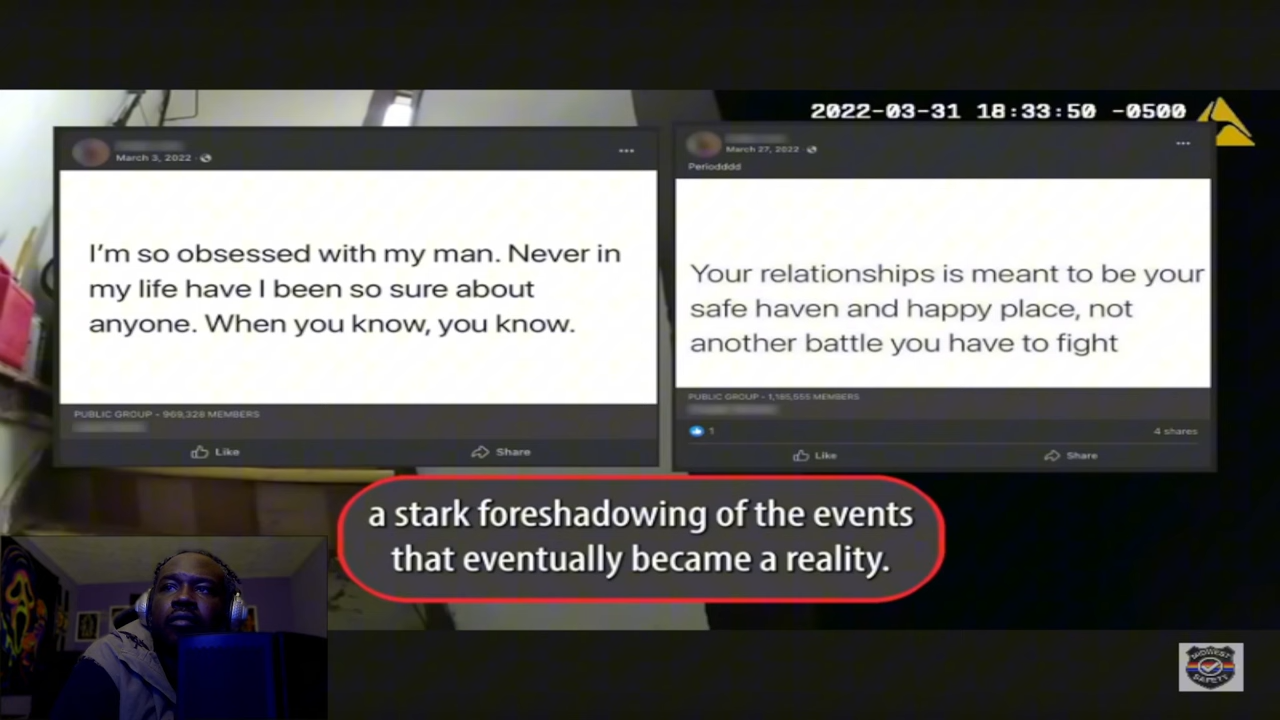 2022-03-31 18:33:50 -0500
March 3, 2022
I'm so obsessed with my man. Never in
my life have I been so sure about
anyone. When you know, you know.
PUBLIC GROUP - 969,328 MEMBERS
Like
Share
March 27, 2022
Periodddd
Your relationships is meant to be your
safe haven and happy place, not
another battle you have to fight
PUBLIC GROUP - 1,165,555 MEMBERS
1
4 shares
Like
Share
a stark foreshadowing of the events
that eventually became a reality.
MIDWEST
SAFETY